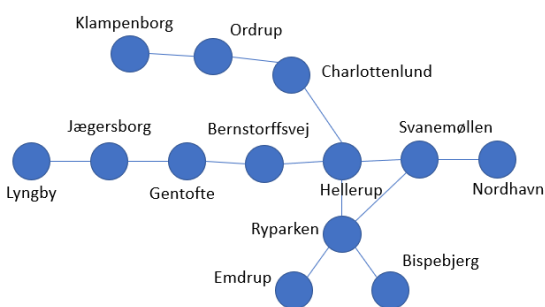 Klampenborg
Ordrup
Charlottenlund
Jægersborg
Bernstorffsvej
Svanemøllen
Lyngby
Gentofte
Hellerup
Nordhavn
Ryparken
Bispebjerg
Emdrup